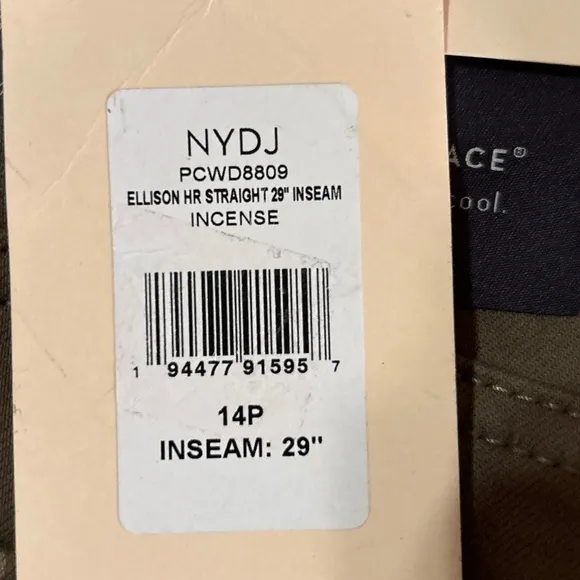 NYDJ
PCWD8809
ELLISON HR STRAIGHT 29" INSEAM
INCENSE
1 94477 91595 7
14P
INSEAM: 29"
ACE®
cool.